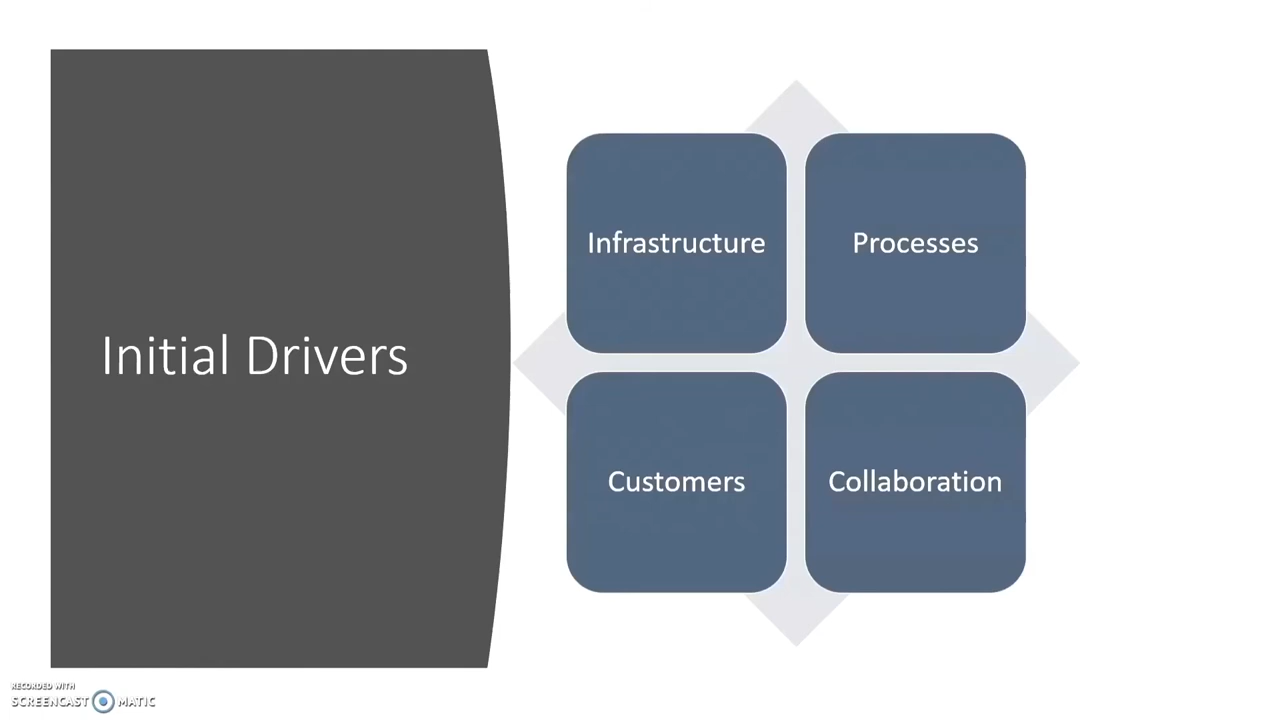 Initial Drivers
Infrastructure
Processes
Customers
Collaboration
RECORDED WITH
SCREENCAST MATIC